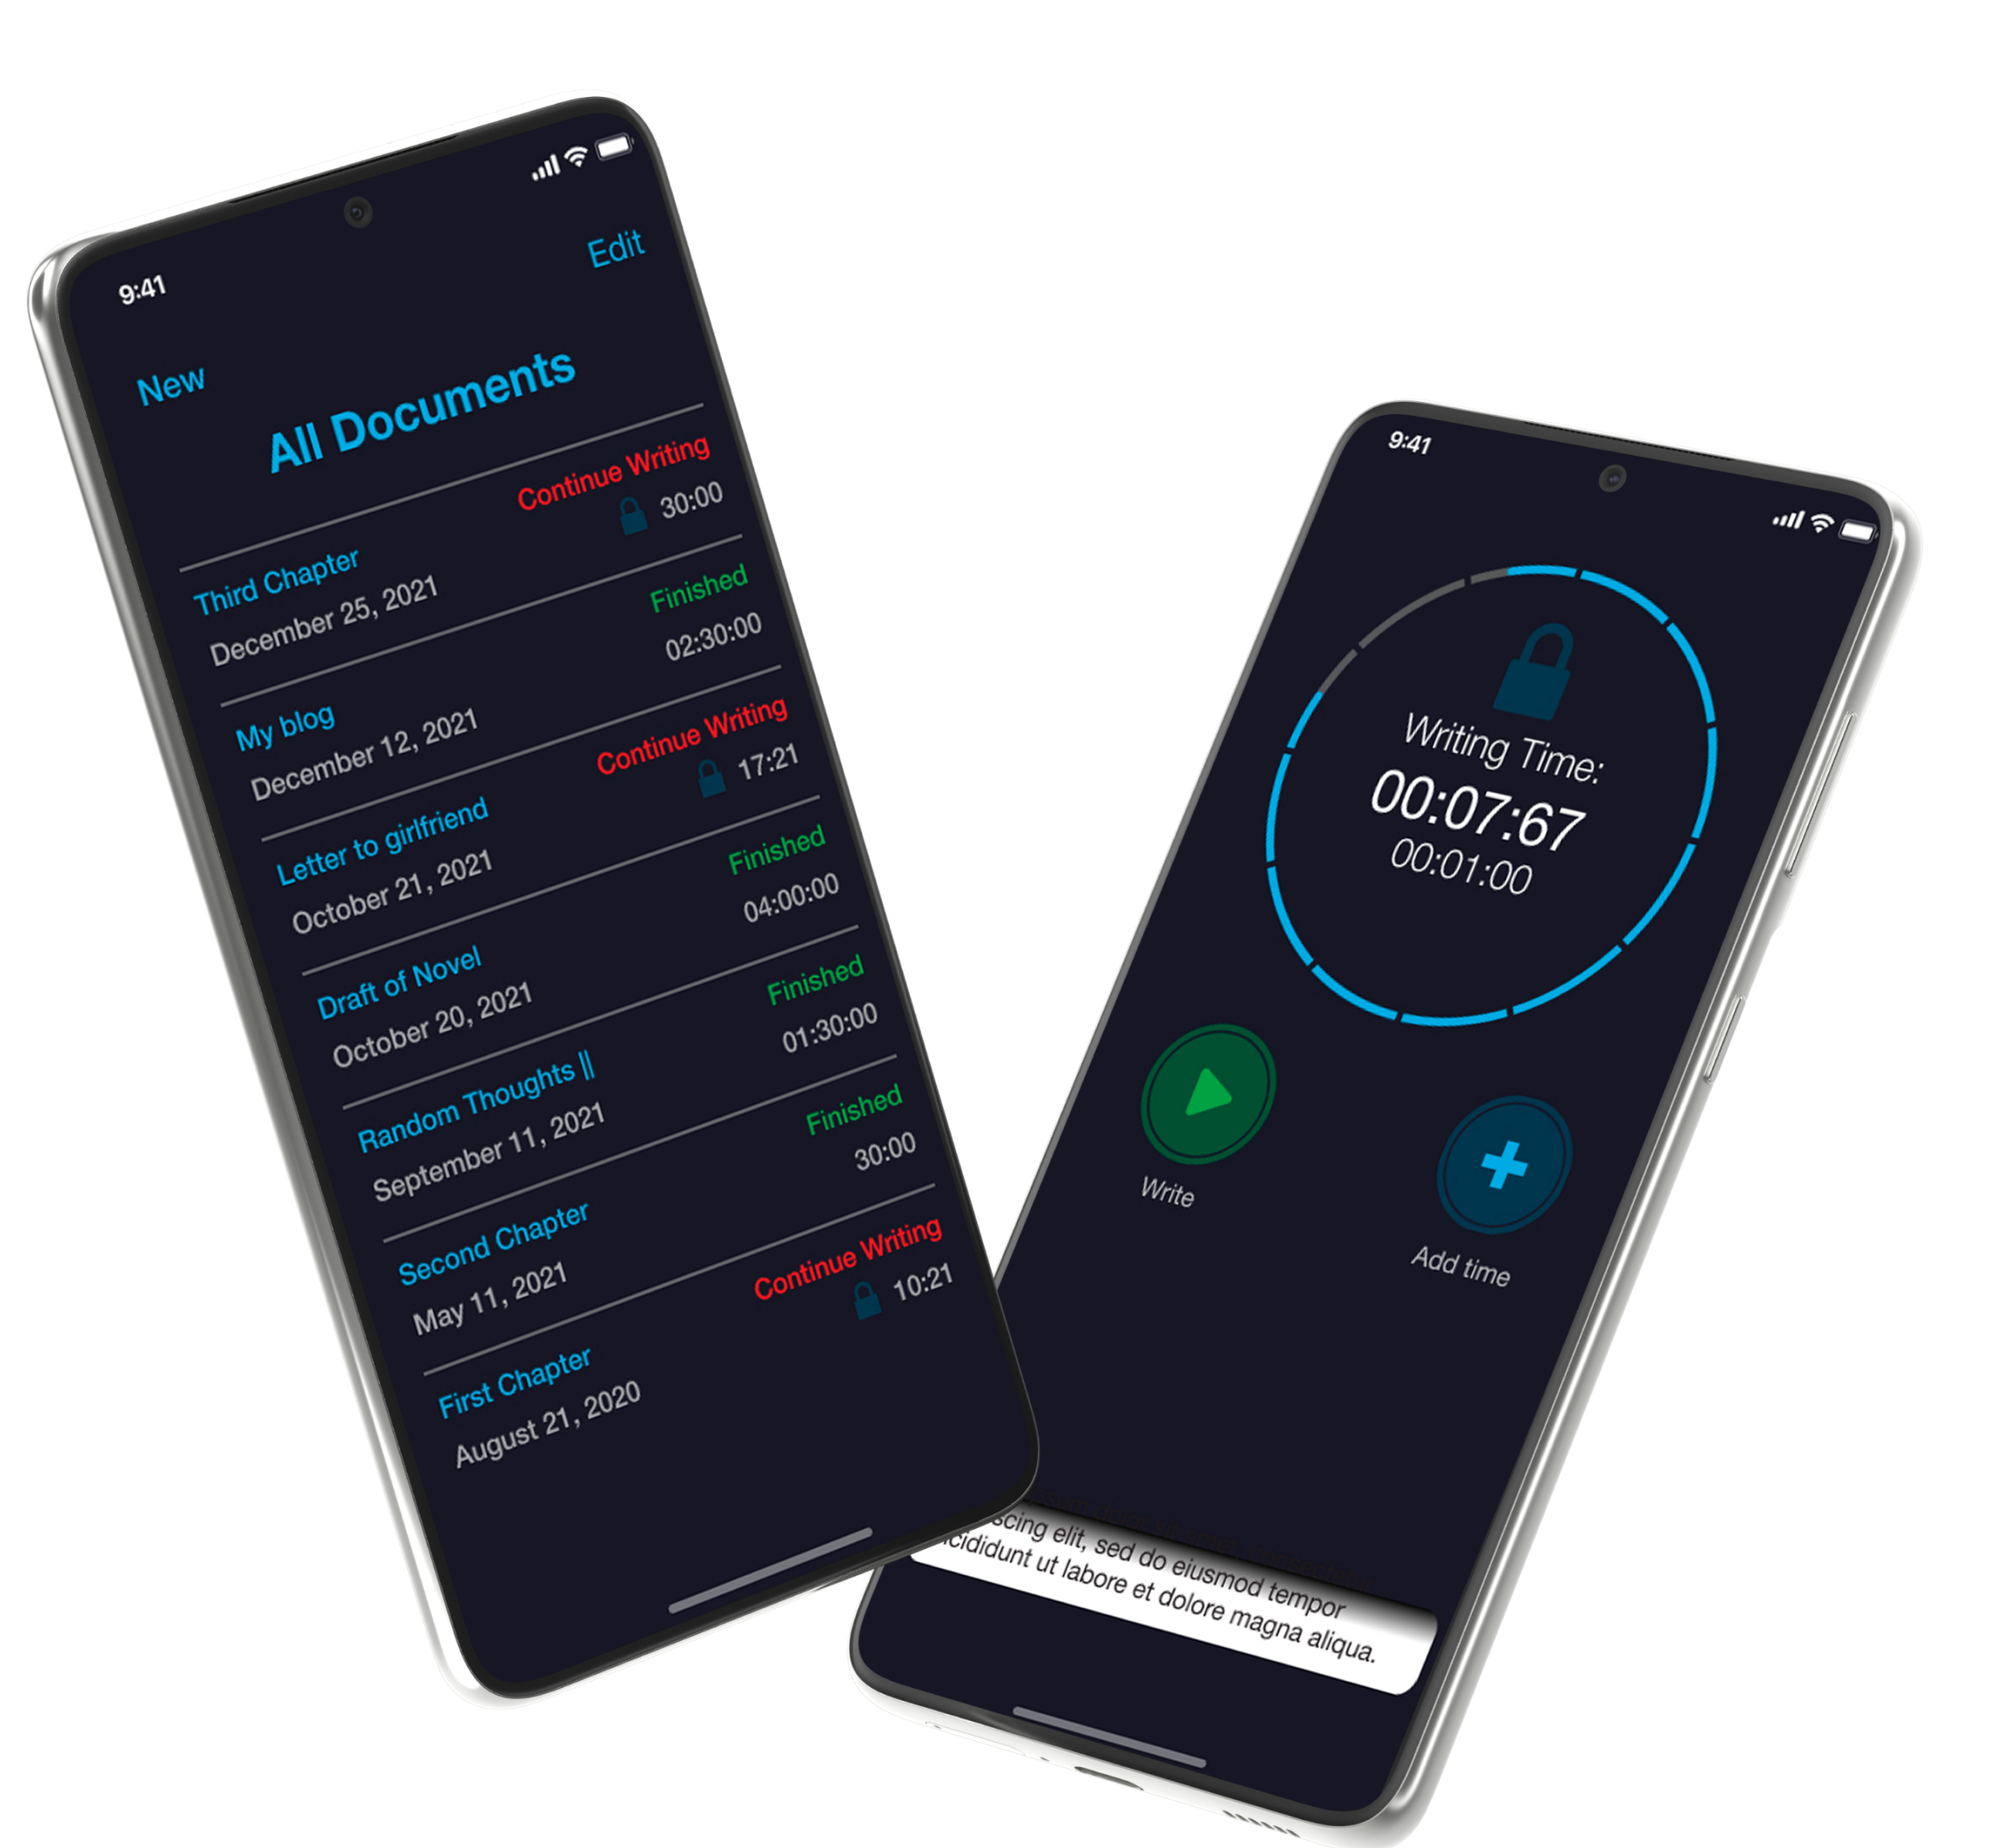 9:41
New
Edit
All Documents
Continue Writing
Third Chapter
30:00
December 25, 2021
Finished
My blog
02:30:00
December 12, 2021
Continue Writing
Letter to girlfriend
17:21
October 21, 2021
Finished
Draft of Novel
04:00:00
October 20, 2021
Finished
Random Thoughts ||
01:30:00
September 11, 2021
Finished
Second Chapter
30:00
May 11, 2021
Continue Writing
First Chapter
10:21
August 21, 2020
9:41
Writing Time:
00:07:67
00:01:00
Write
Add time
elit, sed do eiusmod tempor
ut labore et dolore magna aliqua.